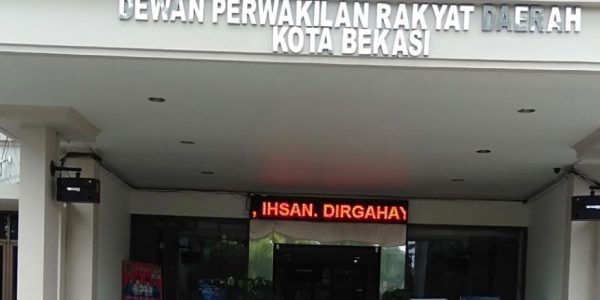 DEWAN PERWAKILAN RAKYAT DAERAH
KOTA BEKASI
, IHSAN. DIRGAHAY